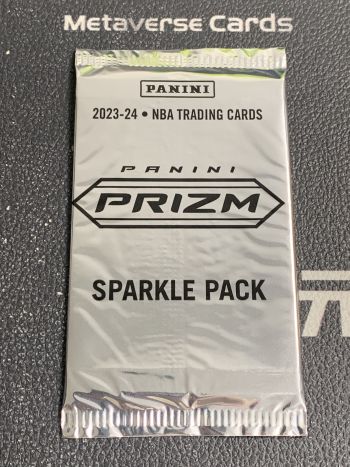 Metaverse Cards
PANINI
2023-24 • NBA TRADING CARDS
PANINI
PRIZM
SPARKLE PACK